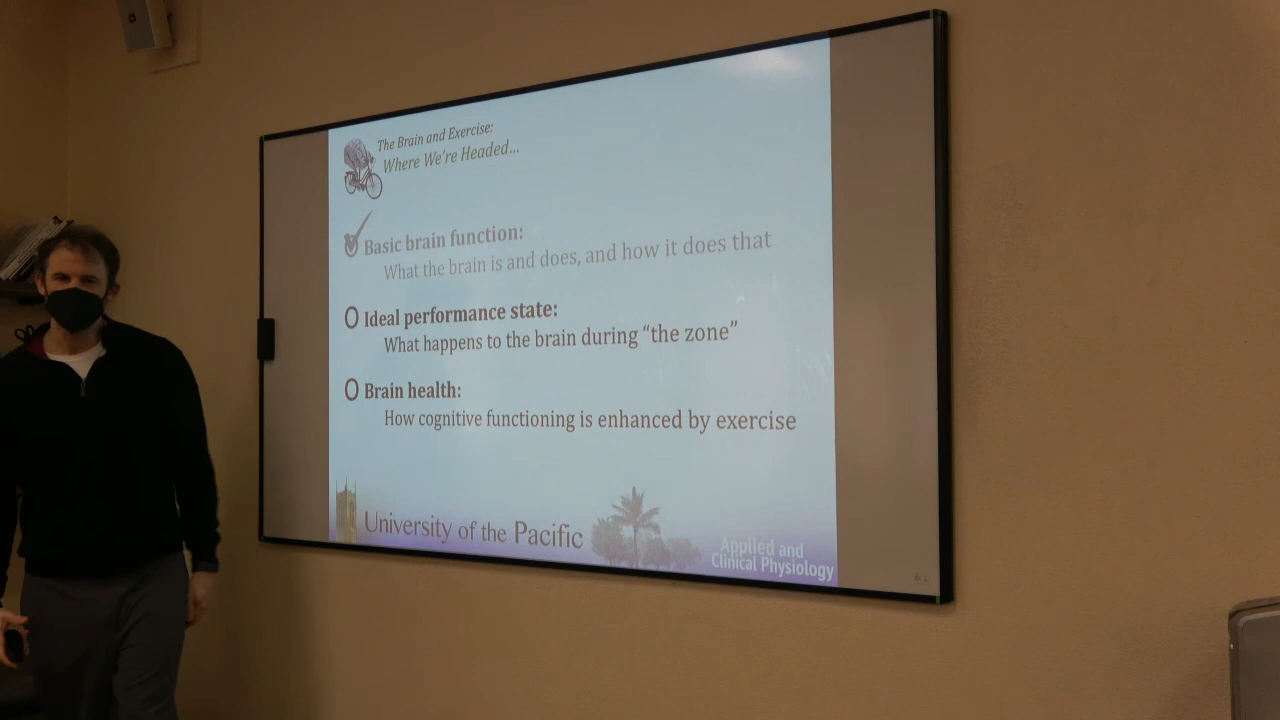 The Brain and Exercise:
Where We're Headed...
Basic brain function:
What the brain is and does, and how it does that
Ideal performance state:
What happens to the brain during “the zone”
Brain health:
How cognitive functioning is enhanced by exercise
University of the Pacific
Applied and
Clinical Physiology